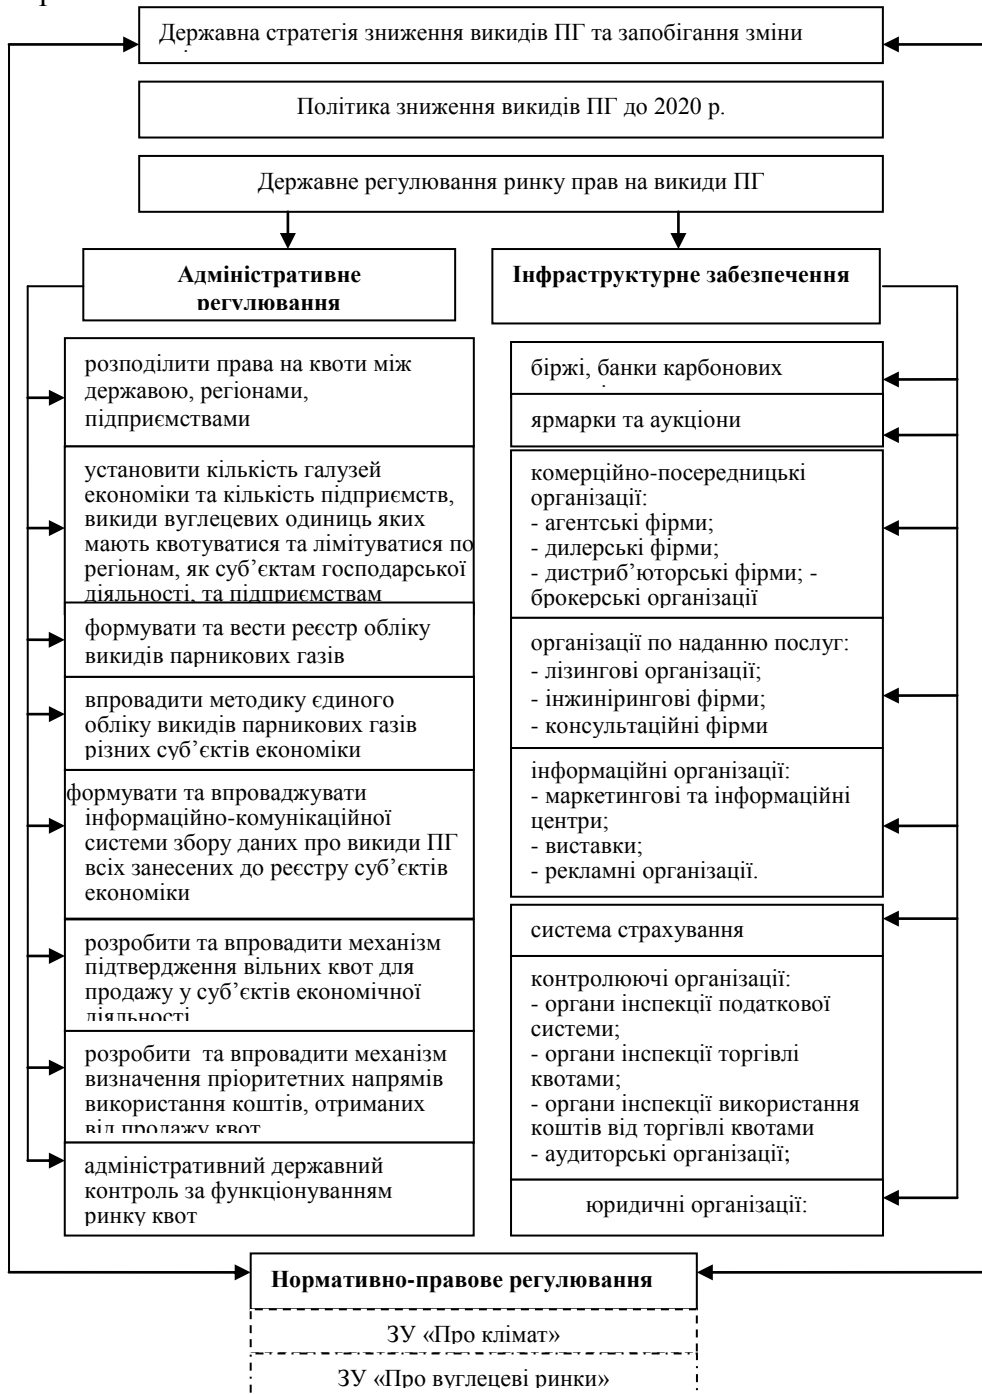 Державна стратегія зниження викидів ПГ та запобігання зміни
Політика зниження викидів ПГ до 2020 р.
Державне регулювання ринку прав на викиди ПГ
Адміністративне
регулювання
розподілити права на квоти між
державою, регіонами,
підприємствами
установити кількість галузей
економіки та кількість підприємств,
викиди вуглецевих одиниць яких
мають квотуватися та лімітуватися по
регіонам, як суб’єктам господарської
діяльності, та підприємствам
формувати та вести реєстр обліку
викидів парникових газів
впровадити методику єдиного
обліку викидів парникових газів
різних суб’єктів економіки
формувати та впроваджувати
інформаційно-комунікаційної
системи збору даних про викиди ПГ
всіх занесених до реєстру суб’єктів
економіки
розробити та впровадити механізм
підтвердження вільних квот для
продажу у суб’єктів економічної
діяльності
розробити та впровадити механізм
визначення пріоритетних напрямів
використання коштів, отриманих
від продажу квот
адміністративний державний
контроль за функціонуванням
ринку квот
Інфраструктурне забезпечення
біржі, банки карбонових
ярмарки та аукціони
комерційно-посередницькі
організації:
- агентські фірми;
- дилерські фірми;
- дистриб’юторські фірми; -
брокерські організації
організації по наданню послуг:
- лізингові організації;
- інжинірингові фірми;
- консультаційні фірми
інформаційні організації:
- маркетингові та інформаційні
центри;
- виставки;
- рекламні організації.
система страхування
контролюючі організації:
- органи інспекції податкової
системи;
- органи інспекції торгівлі
квотами;
- органи інспекції використання
коштів від торгівлі квотами
- аудиторські організації;
юридичні організації:
Нормативно-правове регулювання
ЗУ «Про клімат»
ЗУ «Про вуглецеві ринки»